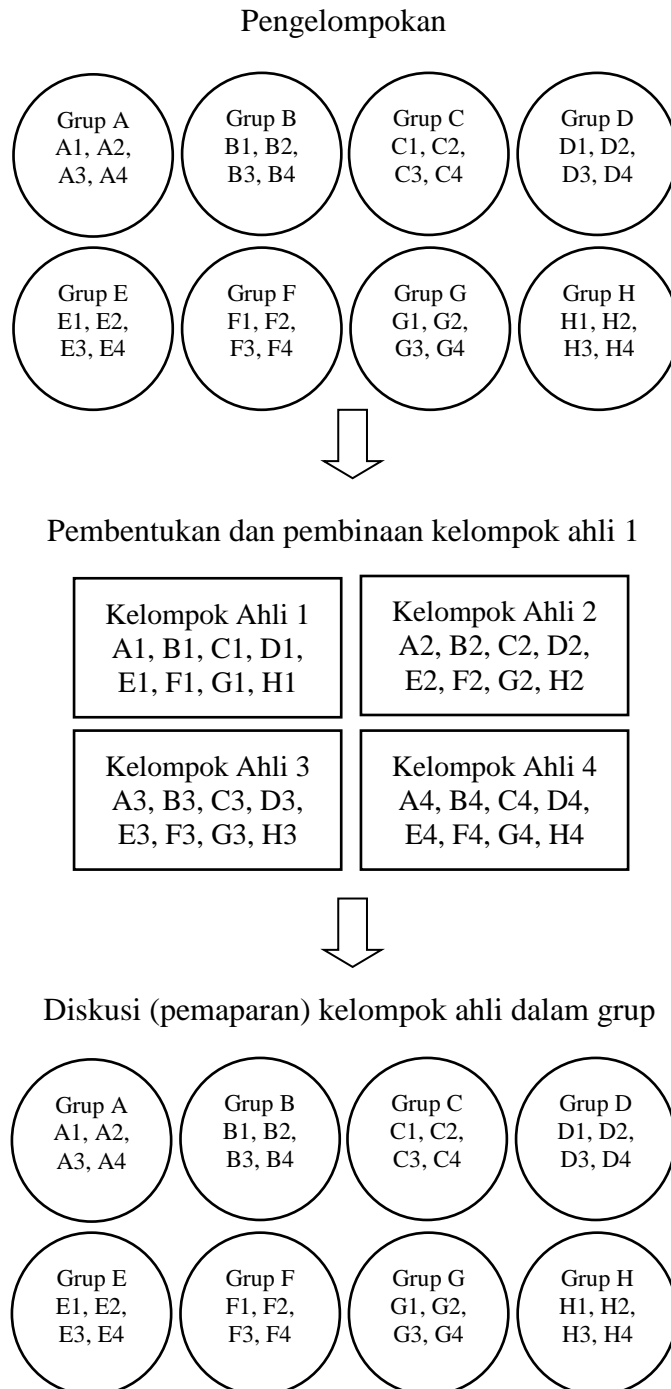 Pengelompokan
Grup A
A1, A2,
A3, A4
Grup B
B1, B2,
B3, B4
Grup C
C1, C2,
C3, C4
Grup D
D1, D2,
D3, D4
Grup E
E1, E2,
E3, E4
Grup F
F1, F2,
F3, F4
Grup G
G1, G2,
G3, G4
Grup H
H1, H2,
H3, H4
Pembentukan dan pembinaan kelompok ahli 1
Kelompok Ahli 1
A1, B1, C1, D1,
E1, F1, G1, H1
Kelompok Ahli 2
A2, B2, C2, D2,
E2, F2, G2, H2
Kelompok Ahli 3
A3, B3, C3, D3,
E3, F3, G3, H3
Kelompok Ahli 4
A4, B4, C4, D4,
E4, F4, G4, H4
Diskusi (pemaparan) kelompok ahli dalam grup
Grup A
A1, A2,
A3, A4
Grup B
B1, B2,
B3, B4
Grup C
C1, C2,
C3, C4
Grup D
D1, D2,
D3, D4
Grup E
E1, E2,
E3, E4
Grup F
F1, F2,
F3, F4
Grup G
G1, G2,
G3, G4
Grup H
H1, H2,
H3, H4